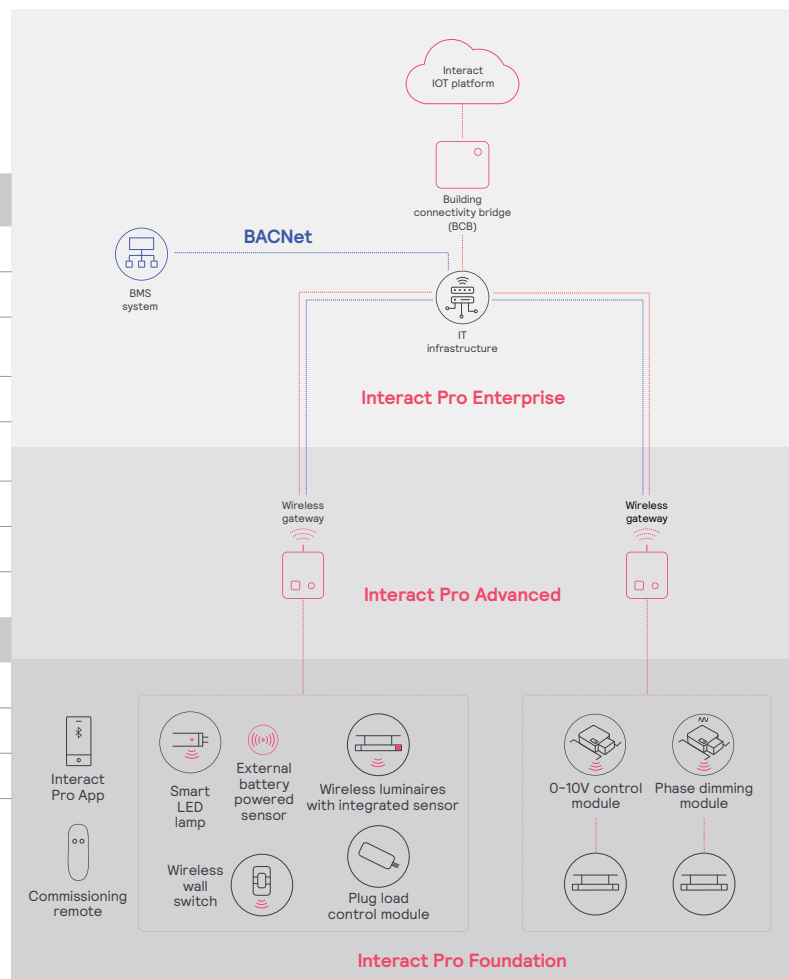 Interact
IOT platform
Building
connectivity bridge
(BCB)
BACNet
BMS
system
IT
infrastructure
Interact Pro Enterprise
Wireless
gateway
Wireless
gateway
Interact Pro Advanced
Interact
Pro App
Smart
LED
lamp
External
battery
powered
sensor
Wireless luminaires
with integrated sensor
0-10V control
module
Phase dimming
module
Commissioning
remote
Wireless
wall
switch
Plug load
control module
Interact Pro Foundation